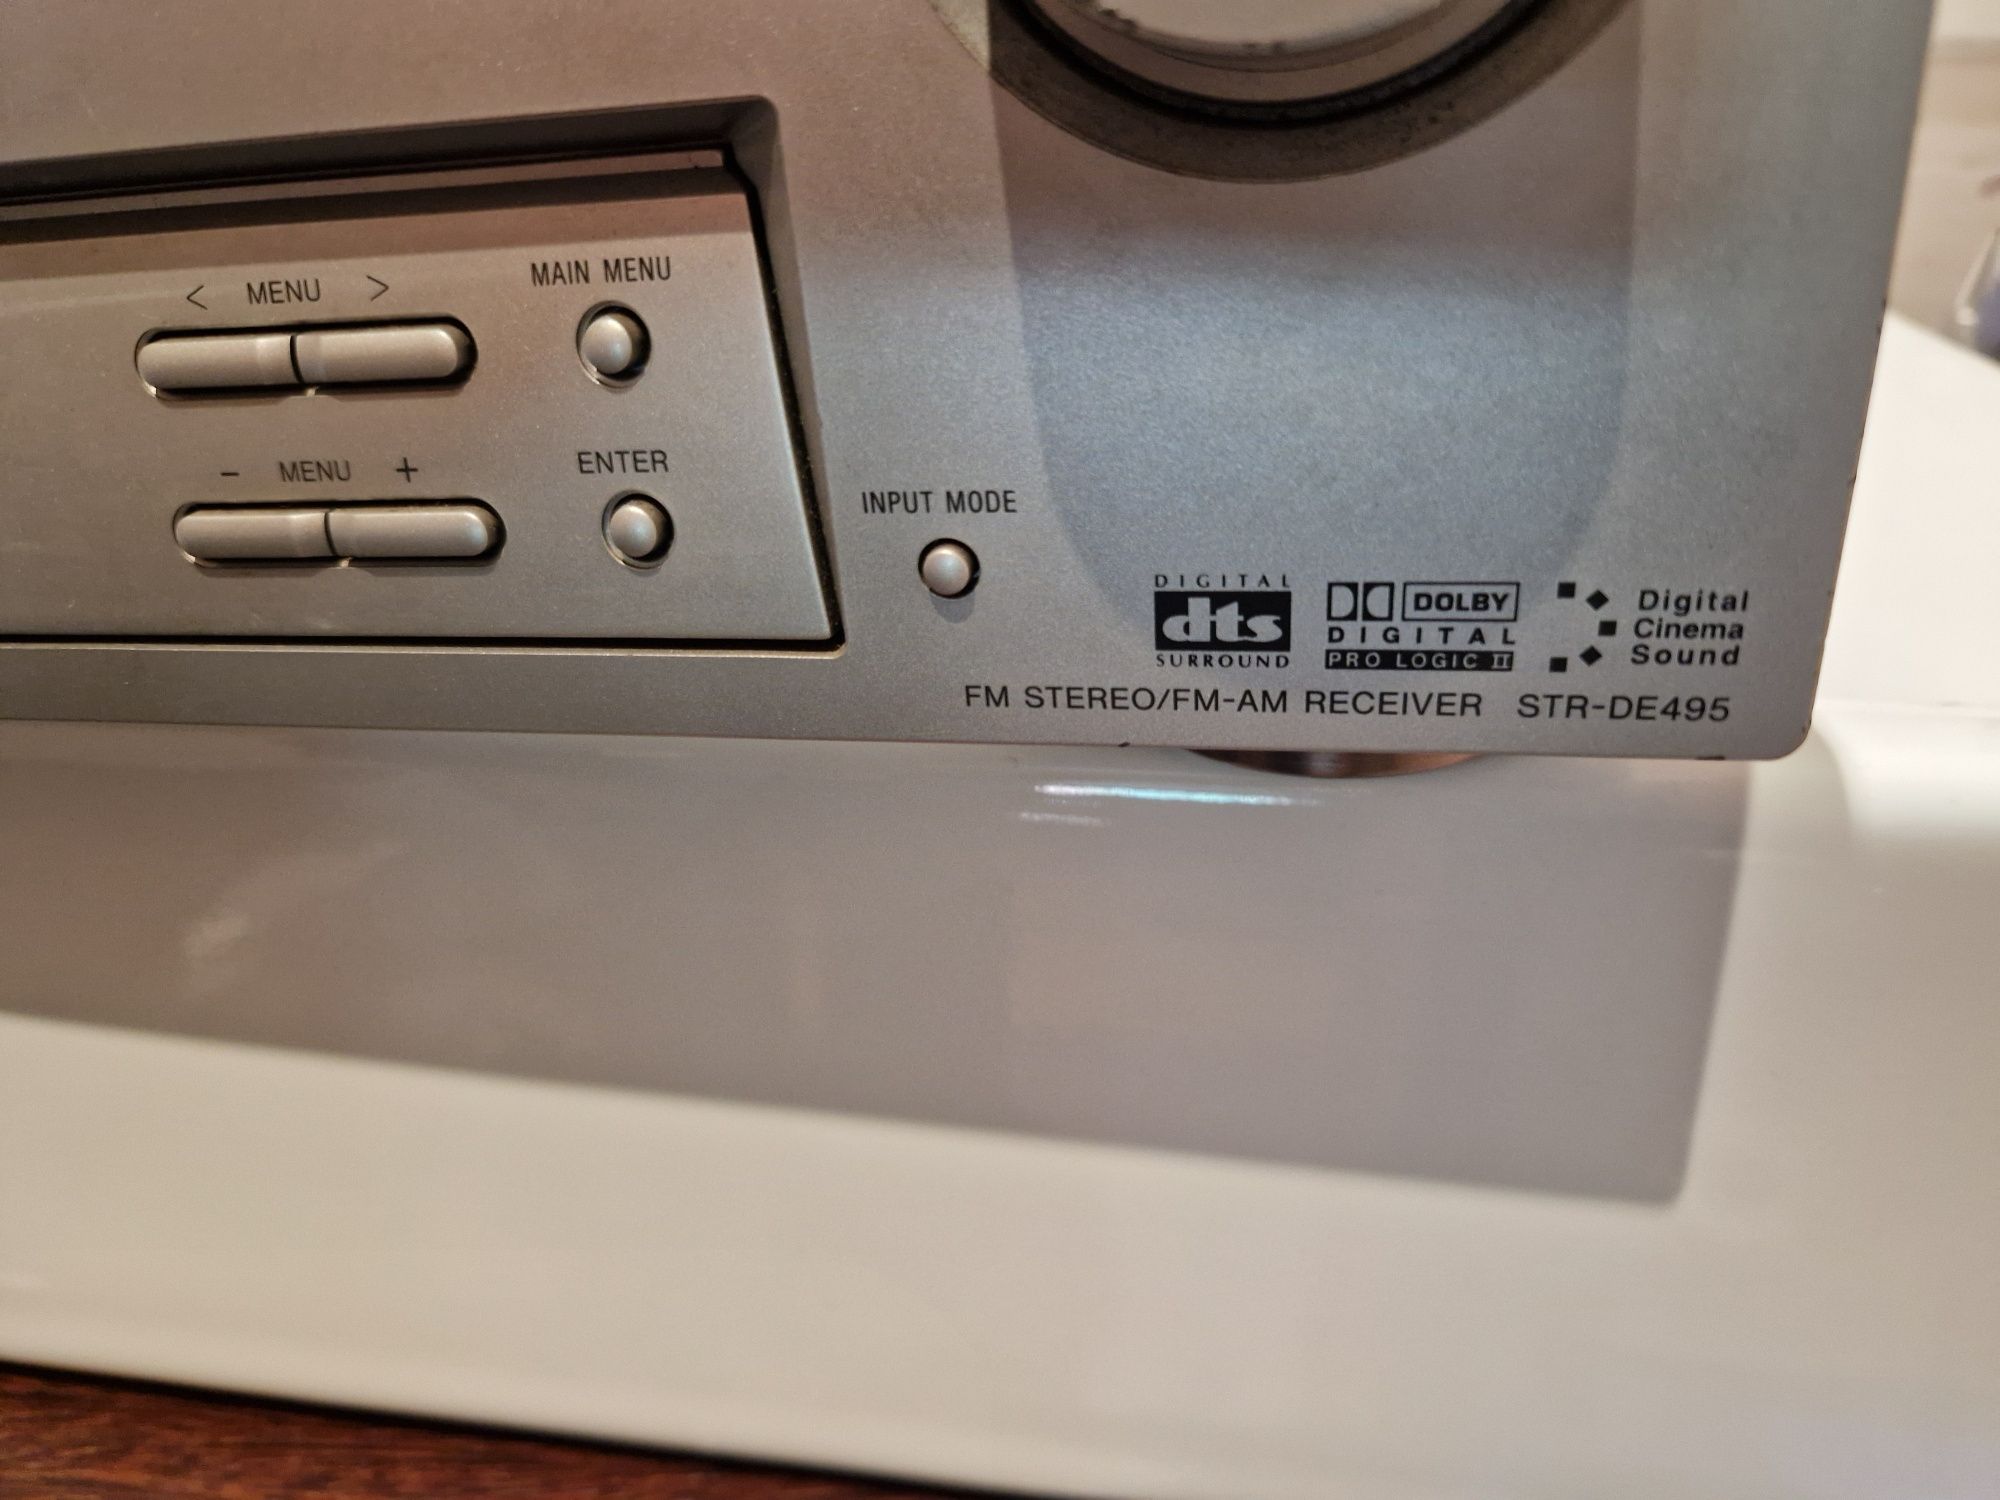 < MENU >
MAIN MENU
- MENU +
ENTER
INPUT MODE
DIGITAL
dts
SURROUND
DOLBY
DIGITAL
PRO LOGIC II
Digital
Cinema
Sound
FM STEREO/FM-AM RECEIVER STR-DE495